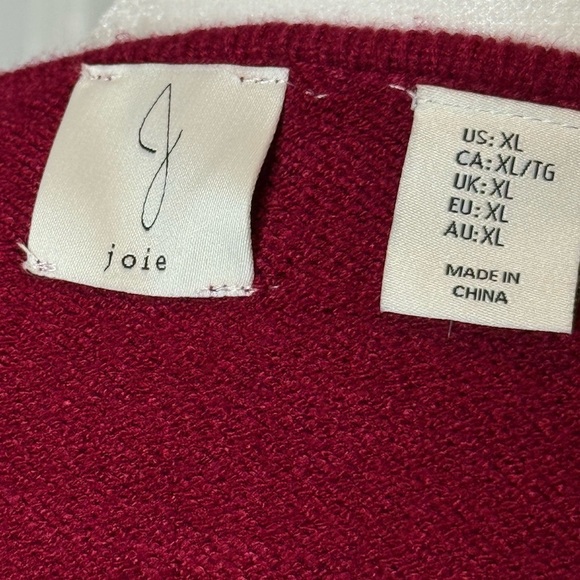 J
joie
US: XL
CA: XL/TG
UK: XL
EU: XL
AU:XL
MADE IN
CHINA